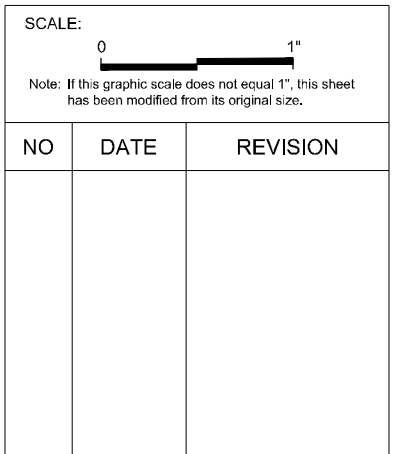 SCALE:
0 1"
Note: If this graphic scale does not equal 1", this sheet
has been modified from its original size.
NO DATE REVISION